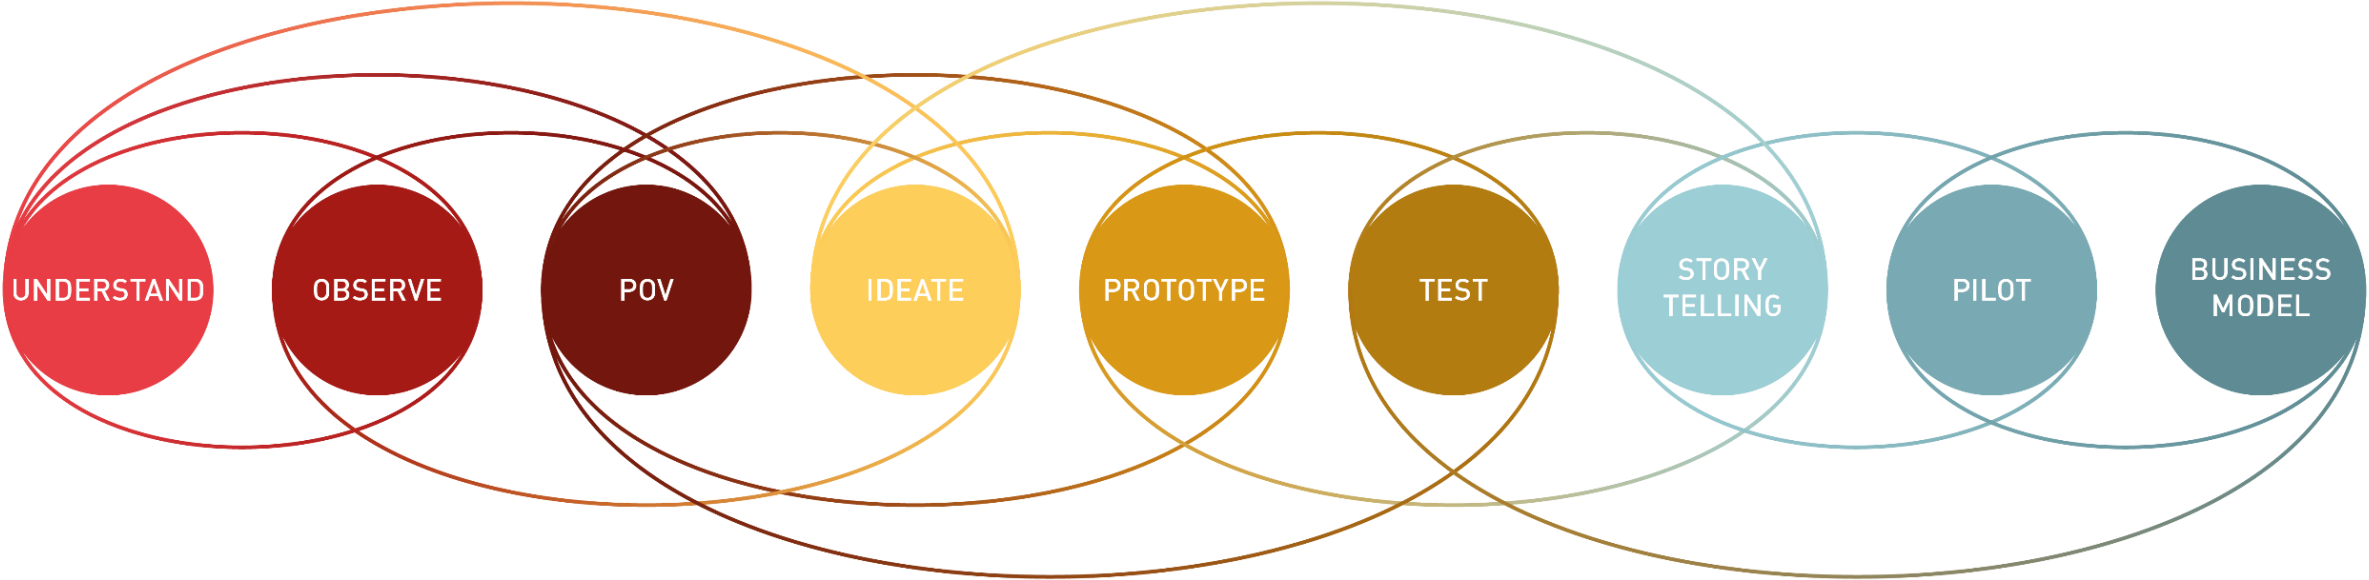 UNDERSTAND
OBSERVE
POV
IDEATE
PROTOTYPE
TEST
STORY
TELLING
PILOT
BUSINESS
MODEL